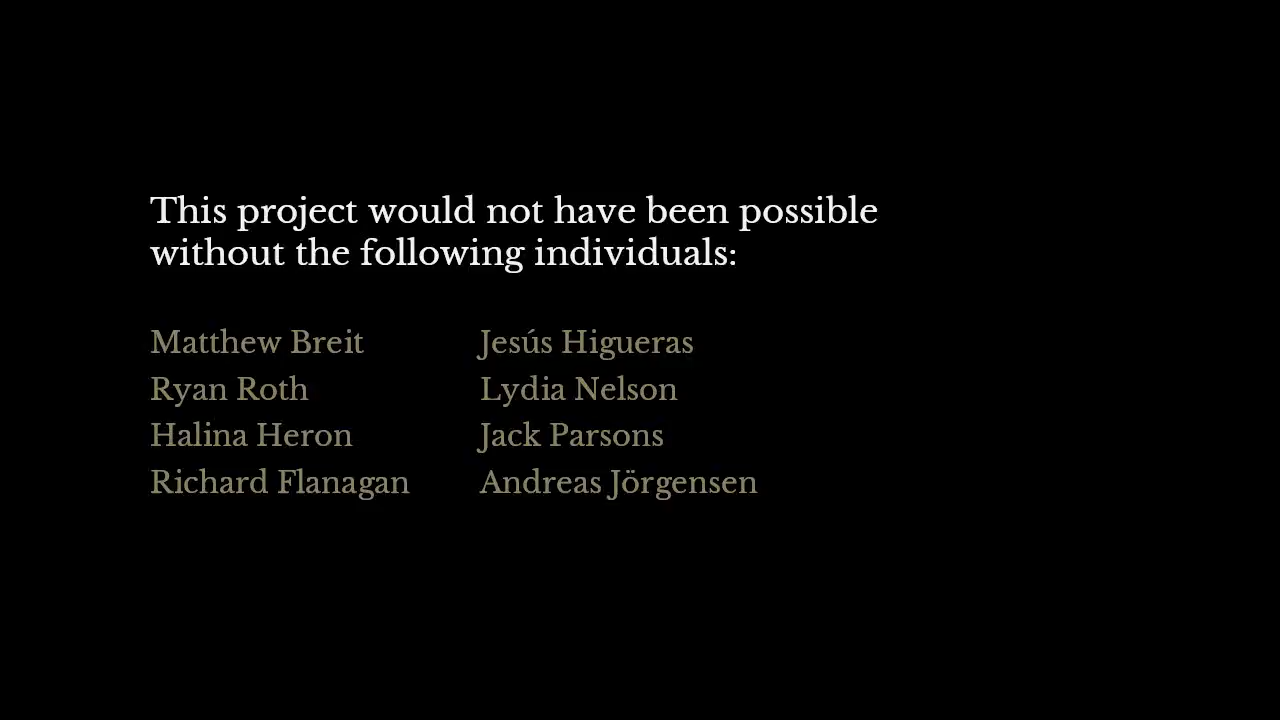 This project would not have been possible
without the following individuals:
Matthew Breit
Ryan Roth
Halina Heron
Richard Flanagan
Jesús Higueras
Lydia Nelson
Jack Parsons
Andreas Jörgensen